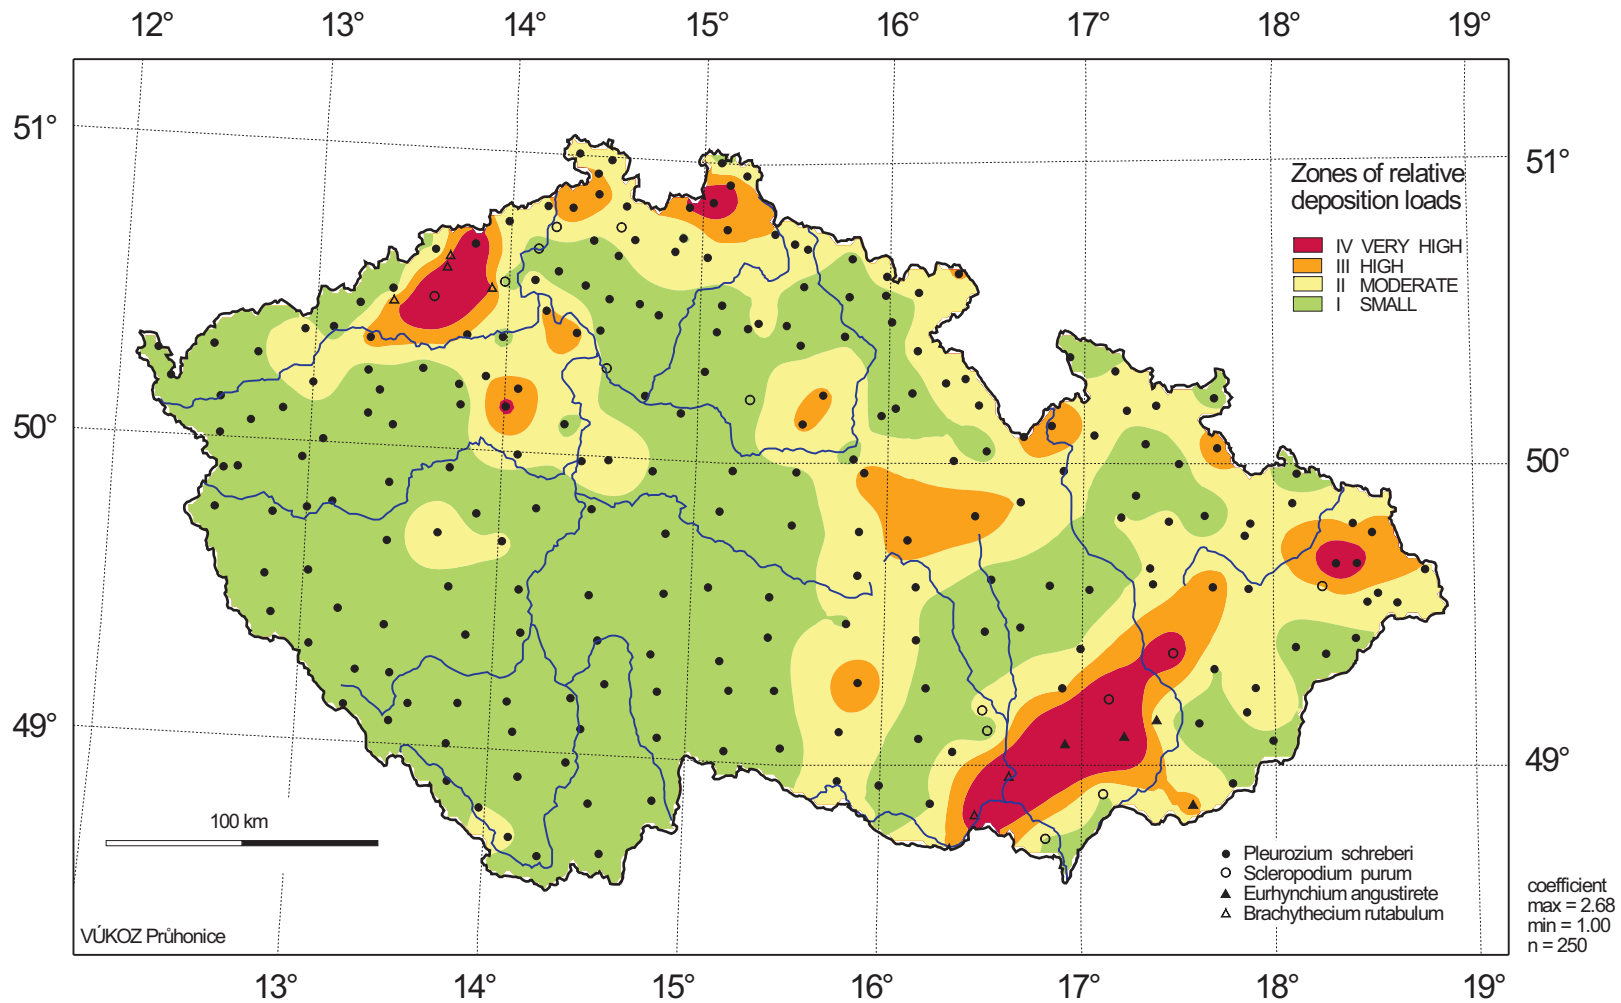 12° 13° 14° 15° 16° 17° 18° 19°
51°
51°
Zones of relative
deposition loads
IV VERY HIGH
III HIGH
II MODERATE
I SMALL
50°
50°
49°
49°
100 km
Pleurozium schreberi
Scleropodium purum
Eurhynchium angustirete
Brachythecium rutabulum
coefficient
max = 2.68
min = 1.00
n = 250
VÚKOZ Průhonice
13° 14° 15° 16° 17° 18° 19°